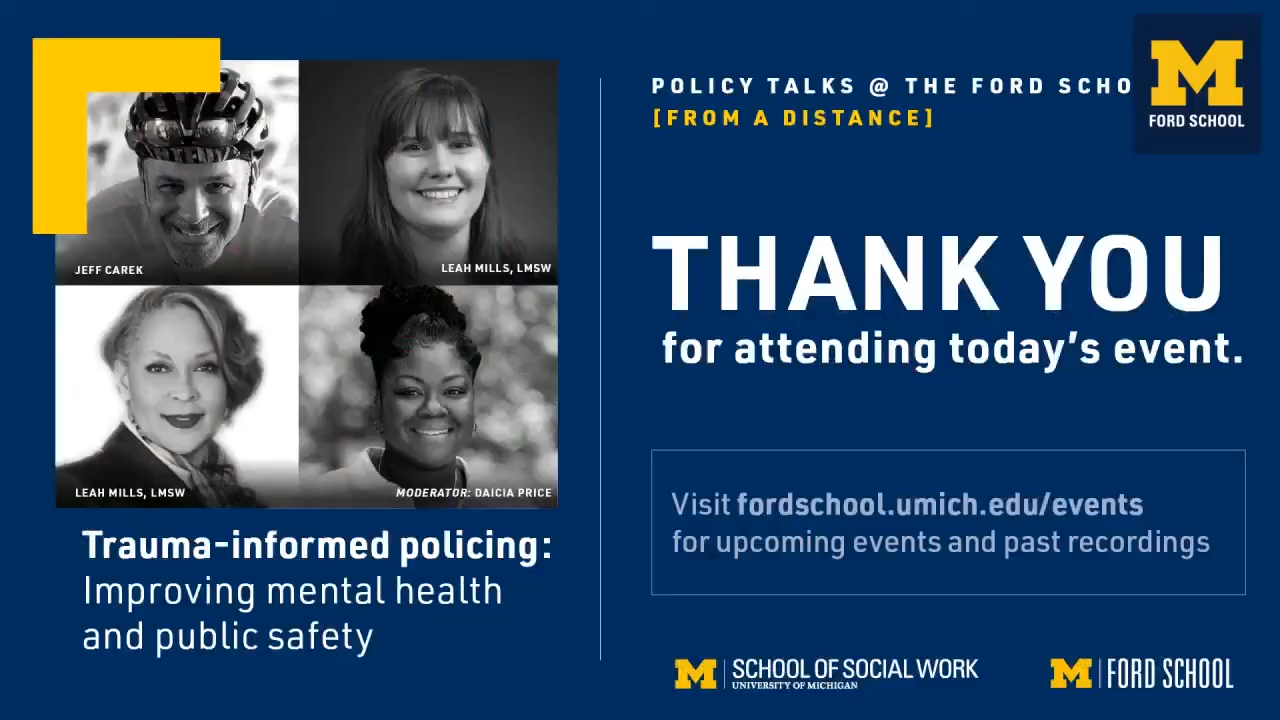 JEFF CAREK
LEAH MILLS, LMSW
LEAH MILLS, LMSW
MODERATOR: DAICIA PRICE
Trauma-informed policing:
Improving mental health
and public safety
POLICY TALKS @ THE FORD SCHO
[FROM A DISTANCE]
M
FORD SCHOOL
THANK YOU
for attending today's event.
Visit fordschool.umich.edu/events
for upcoming events and past recordings
M SCHOOL OF SOCIAL WORK
UNIVERSITY OF MICHIGAN
M FORD SCHOOL